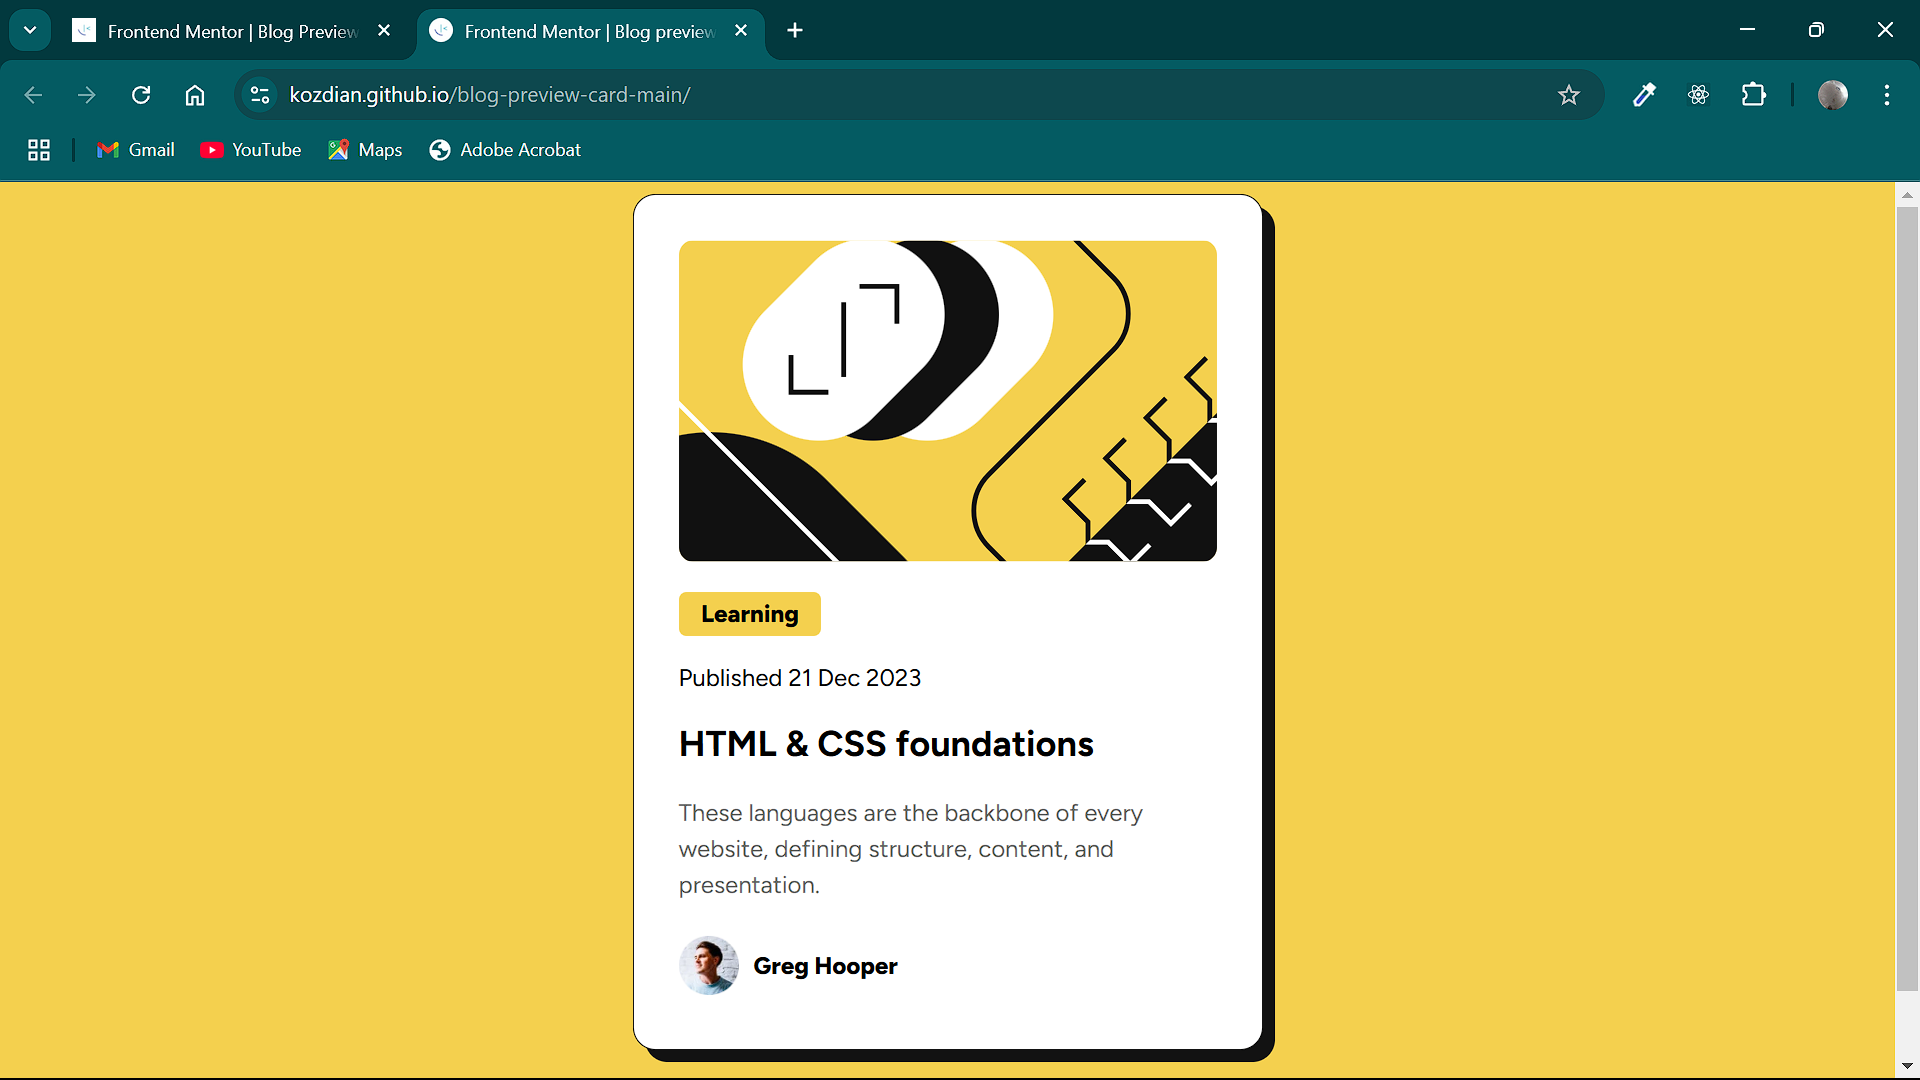 Frontend Mentor | Blog Preview
Frontend Mentor | Blog preview
kozdian.github.io/blog-preview-card-main/
Gmail
YouTube
Maps
Adobe Acrobat
Learning
Published 21 Dec 2023
HTML & CSS foundations
These languages are the backbone of every
website, defining structure, content, and
presentation.
Greg Hooper